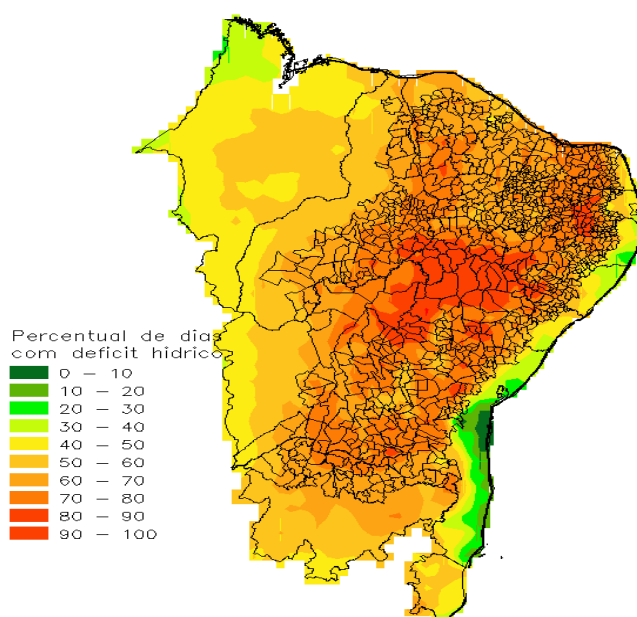 Percentual de dias
com deficit hidrico
0 – 10
10 – 20
20 – 30
30 – 40
40 – 50
50 – 60
60 – 70
70 – 80
80 – 90
90 – 100